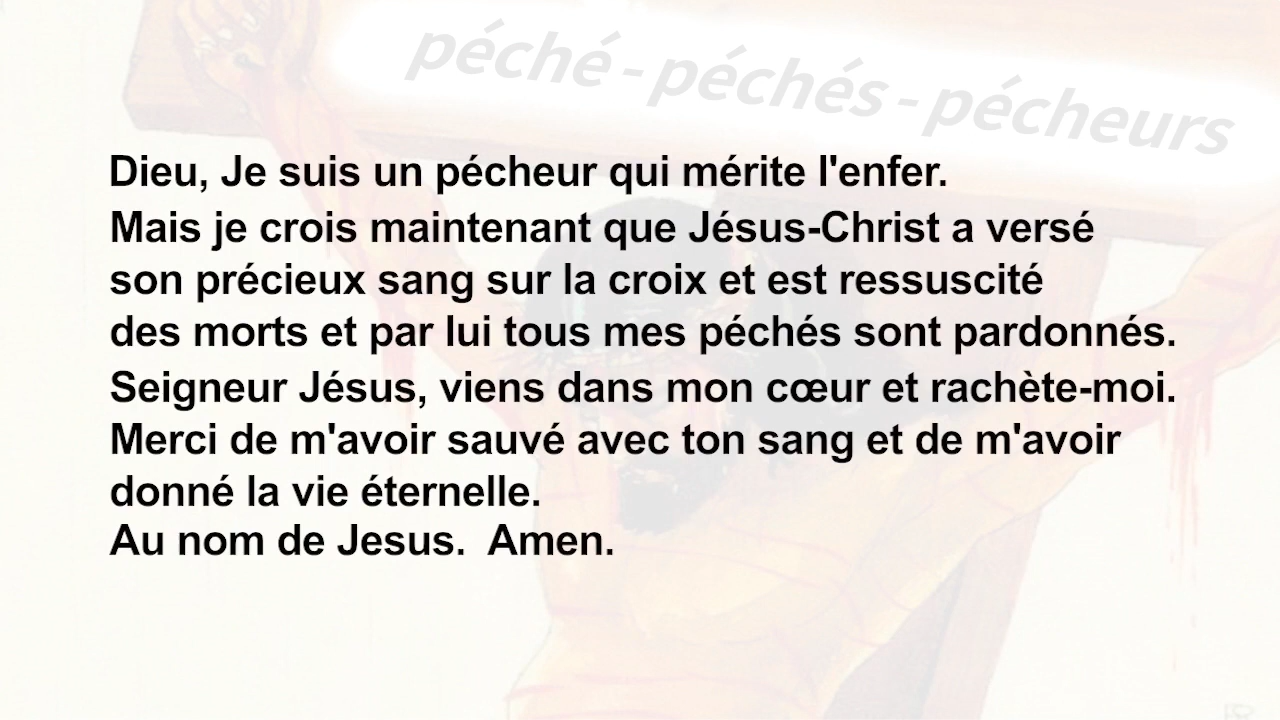 péché - péchés - pécheurs
Dieu, Je suis un pécheur qui mérite l'enfer.
Mais je crois maintenant que Jésus-Christ a versé
son précieux sang sur la croix et est ressuscité
des morts et par lui tous mes péchés sont pardonnés.
Seigneur Jésus, viens dans mon cœur et rachète-moi.
Merci de m'avoir sauvé avec ton sang et de m'avoir
donné la vie éternelle.
Au nom de Jesus.  Amen.